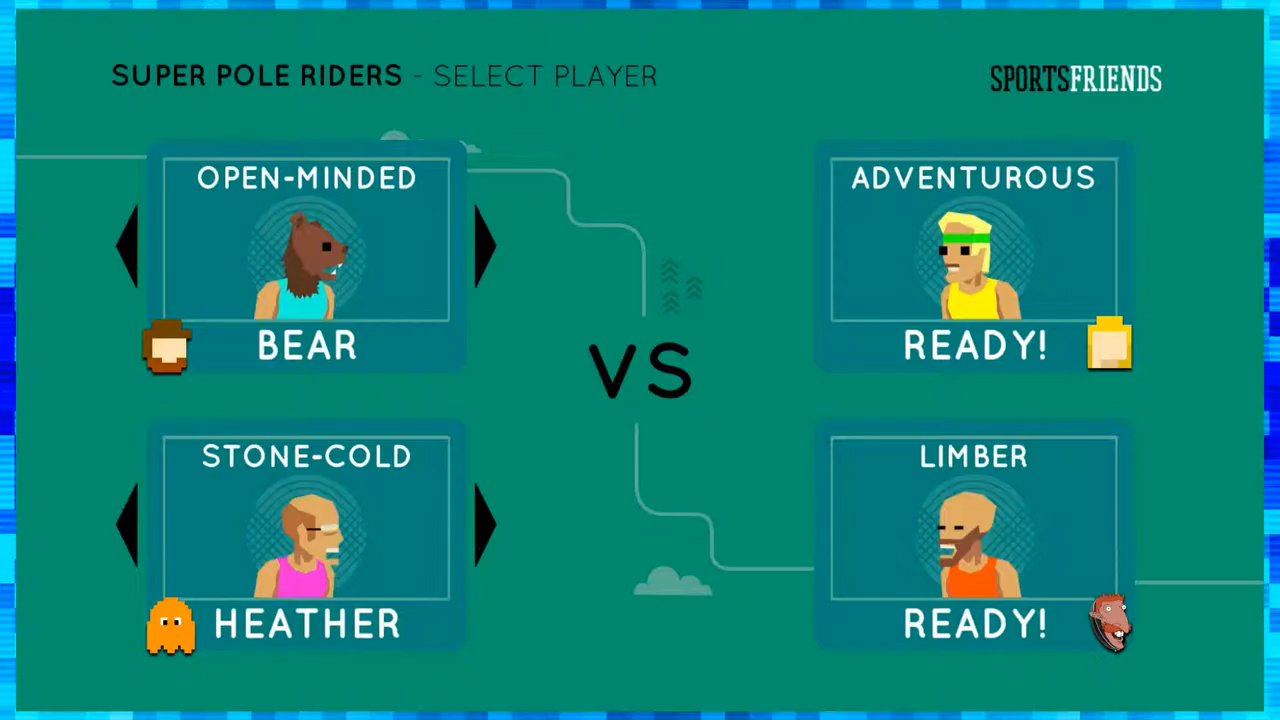 SUPER POLE RIDERS - SELECT PLAYER
SPORTSFRIENDS
OPEN-MINDED
BEAR
ADVENTUROUS
READY!
VS
STONE-COLD
HEATHER
LIMBER
READY!